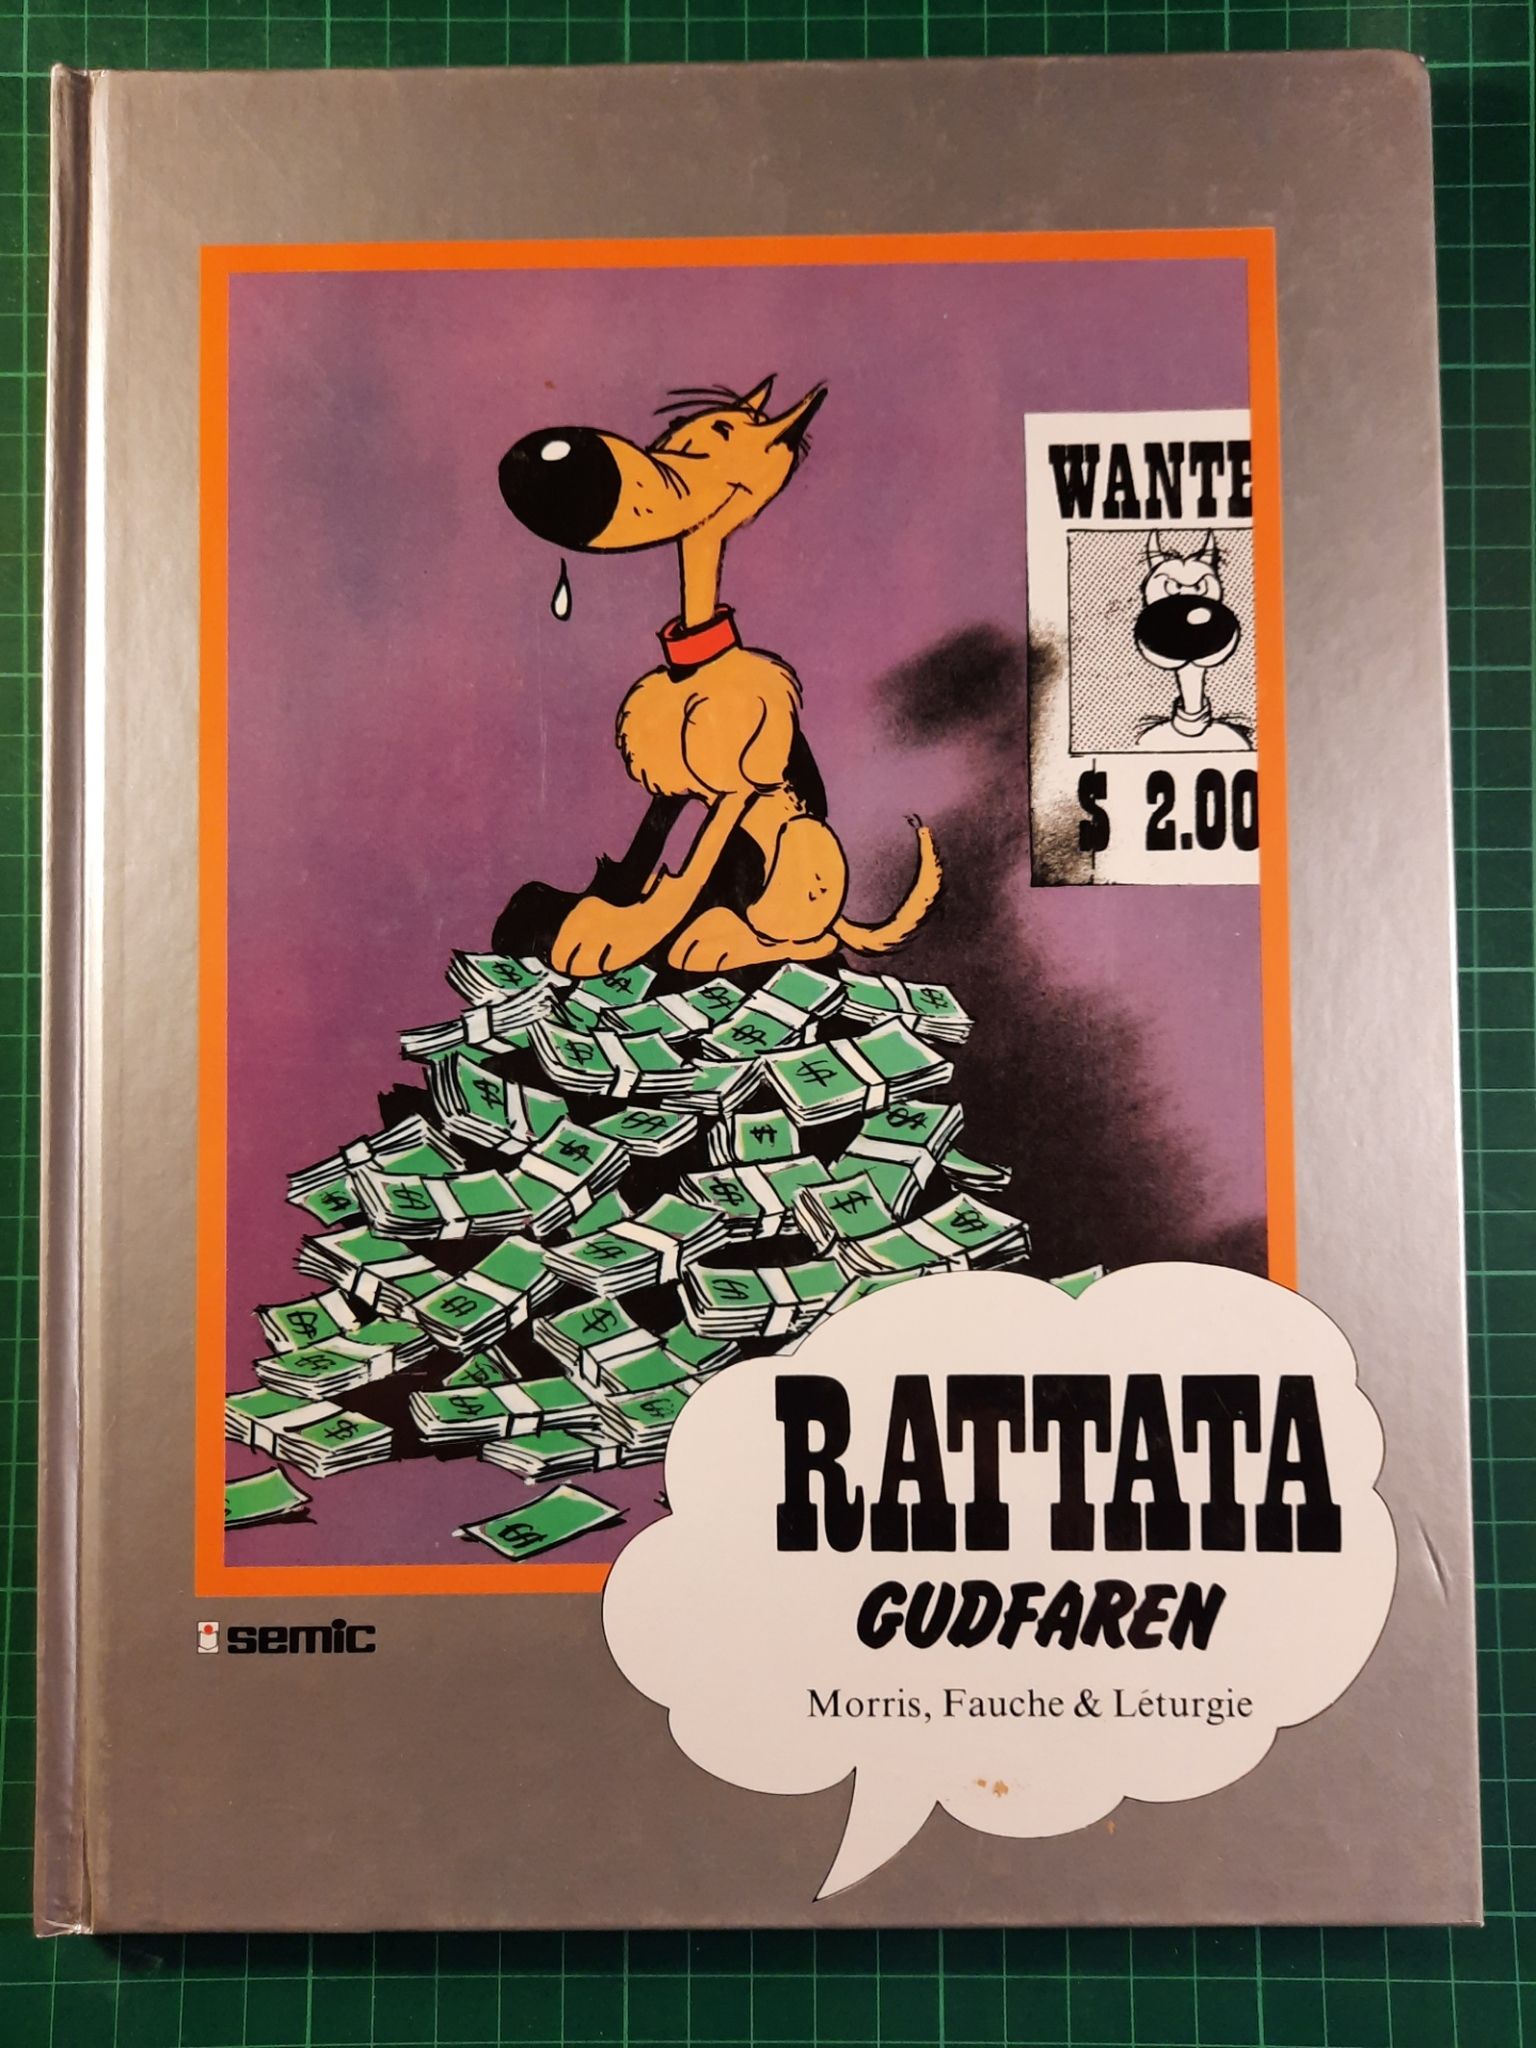 WANTE
$ 2.00
RATTATA
GUDFAREN
Morris, Fauche & Léturgie
semic